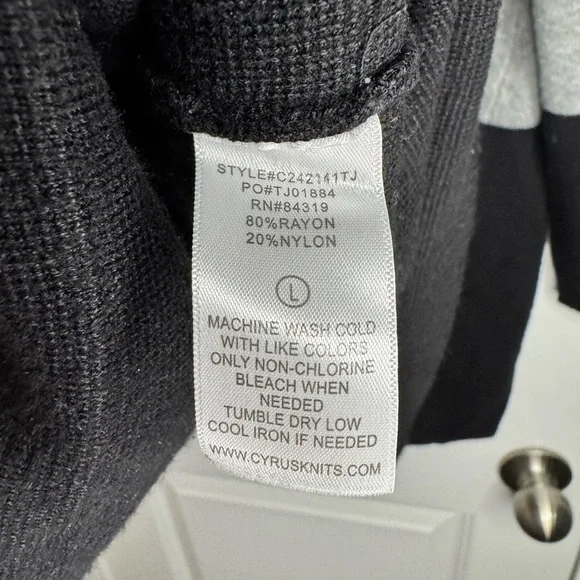 STYLE#C242141TJ
PO#TJ01884
RN#84319
80%RAYON
20%NYLON
L
MACHINE WASH COLD
WITH LIKE COLORS
ONLY NON-CHLORINE
BLEACH WHEN
NEEDED
TUMBLE DRY LOW
COOL IRON IF NEEDED
WWW.CYRUSKNITS.COM